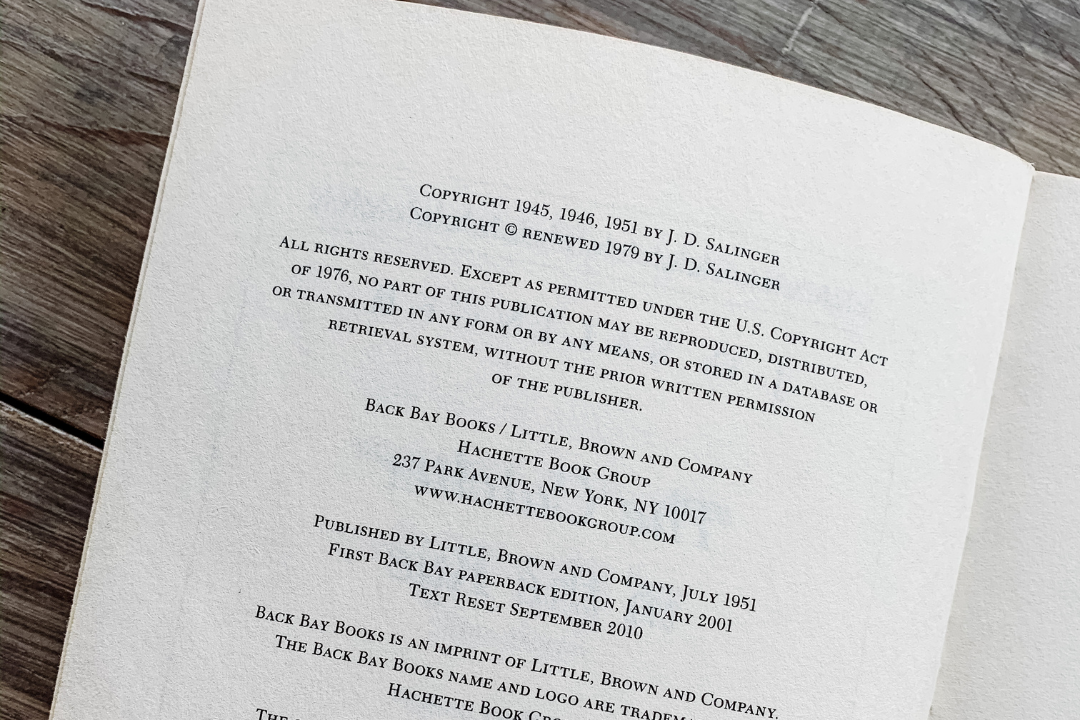 Copyright 1945, 1946, 1951 by J. D. Salinger
Copyright © renewed 1979 by J. D. Salinger
All rights reserved. Except as permitted under the U.S. Copyright Act
of 1976, no part of this publication may be reproduced, distributed,
or transmitted in any form or by any means, or stored in a database or
retrieval system, without the prior written permission
of the publisher.
Back Bay Books / Little, Brown and Company
Hachette Book Group
237 Park Avenue, New York, NY 10017
www.hachettebookgroup.com
Published by Little, Brown and Company, July 1951
First Back Bay paperback edition, January 2001
Text Reset September 2010
Back Bay Books is an imprint of Little, Brown and Company.
The Back Bay Books name and logo are
Hachette Book
The